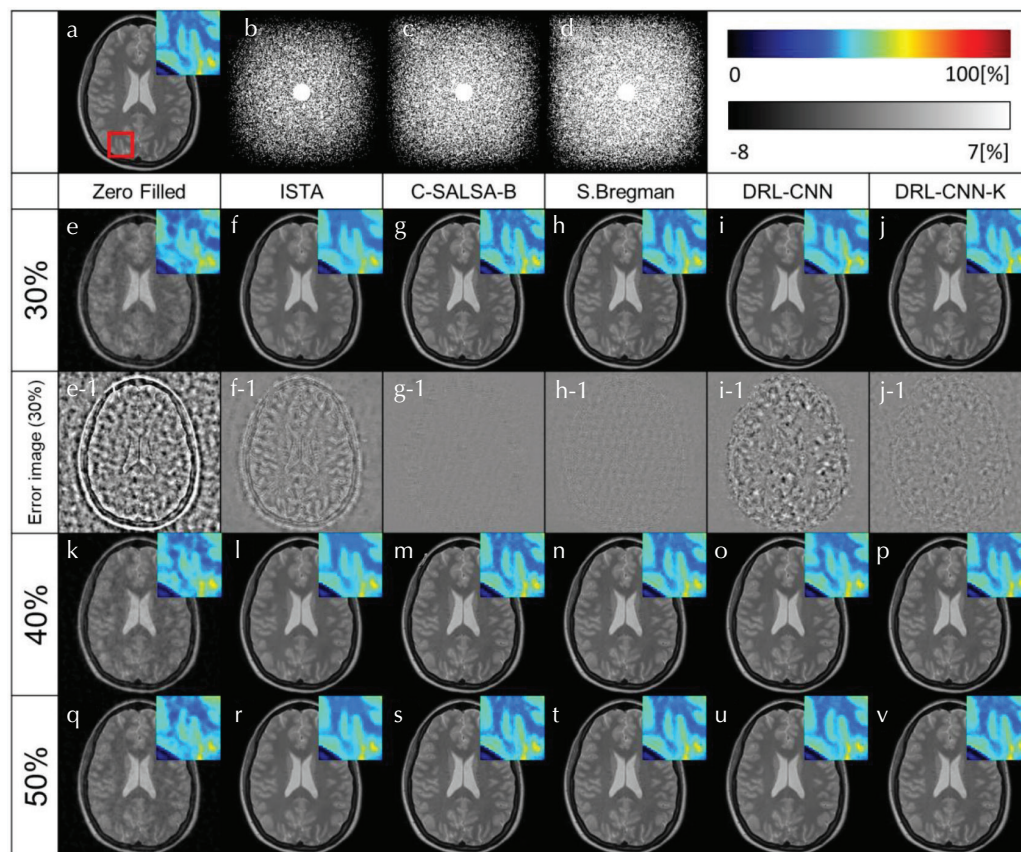 a b c d
0 100[%]
-8 7[%]
Zero Filled ISTA C-SALSA-B S.Bregman DRL-CNN DRL-CNN-K
30%
e f g h i j
Error image (30%)
e-1 f-1 g-1 h-1 i-1 j-1
40%
k l m n o p
50%
q r s t u v